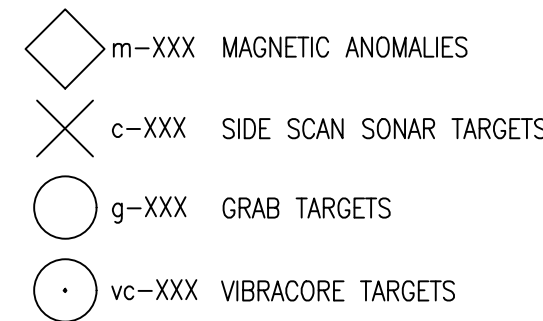 m-XXX MAGNETIC ANOMALIES
c-XXX SIDE SCAN SONAR TARGETS
g-XXX GRAB TARGETS
vc-XXX VIBRACORE TARGETS